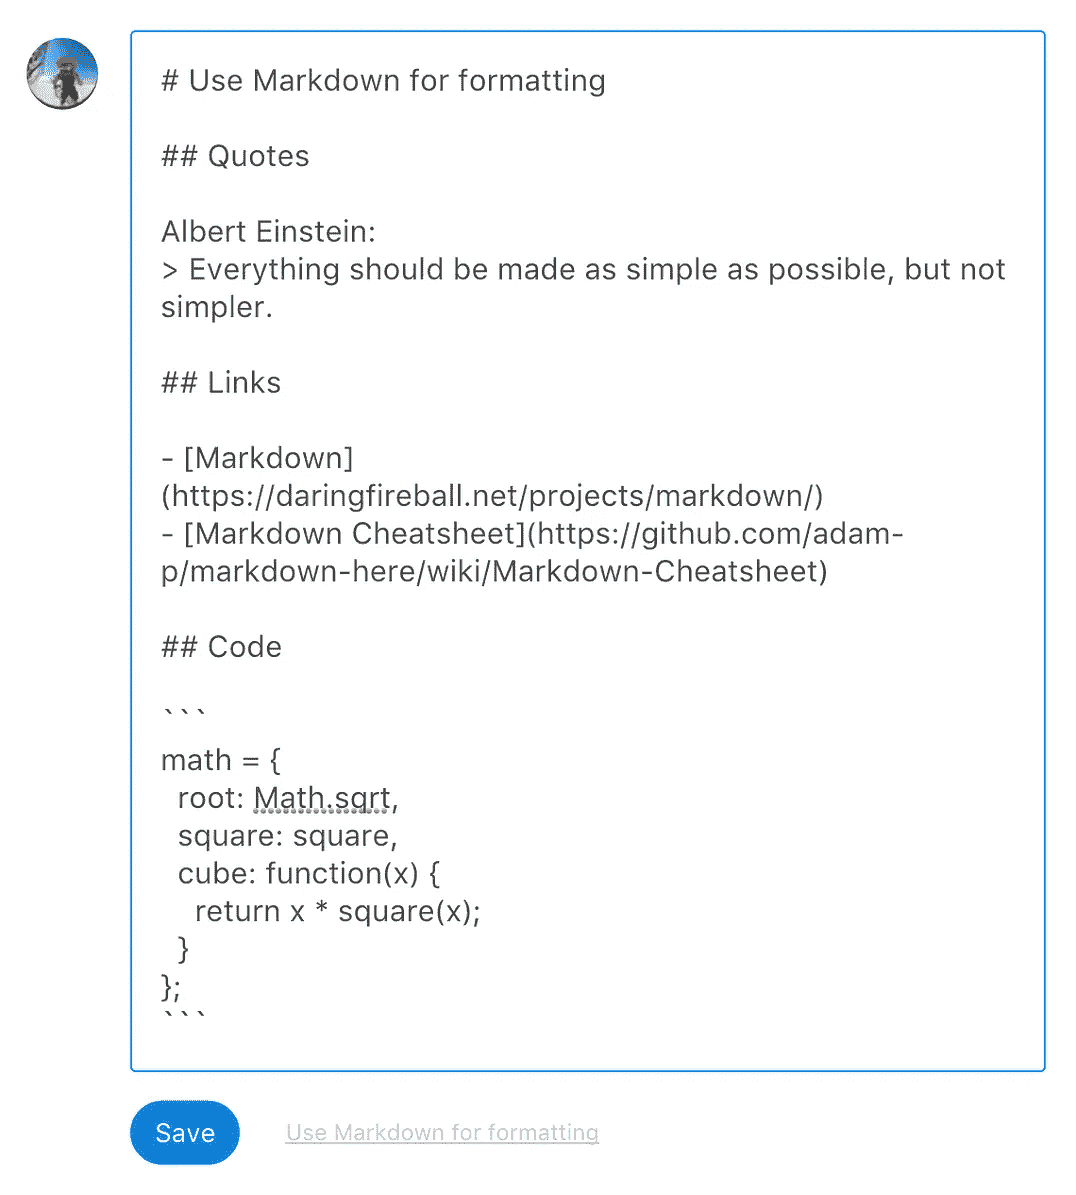 # Use Markdown for formatting
## Quotes
Albert Einstein:
> Everything should be made as simple as possible, but not
simpler.
## Links
- [Markdown]
(https://daringfireball.net/projects/markdown/)
- [Markdown Cheatsheet](https://github.com/adam-
p/markdown-here/wiki/Markdown-Cheatsheet)
## Code
```
math = {
  root: Math.sqrt,
  square: square,
  cube: function(x) {
    return x * square(x);
  }
};
```
Save
Use Markdown for formatting